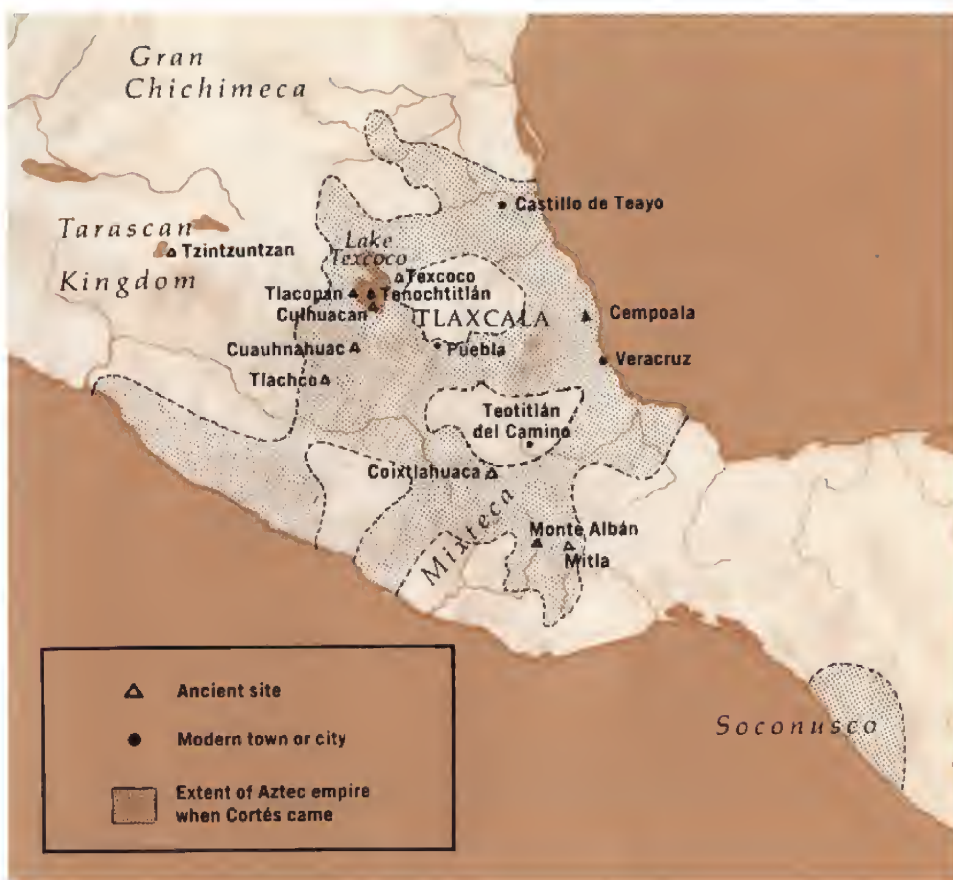 Gran
Chichimeca
Castillo de Teayo
Tarascan
Kingdom
Tzintzuntzan
Lake
Texcoco
Texcoco
Tlacopán
Tenochtitlán
Culhuacán
TLAXCALA
Cempoala
Cuauhnahuac
Puebla
Veracruz
Tlachco
Teotitlán
del Camino
Coixtlahuaca
Mixteca
Monte Albán
Mitla
Soconusco
Ancient site
Modern town or city
Extent of Aztec empire
when Cortés came